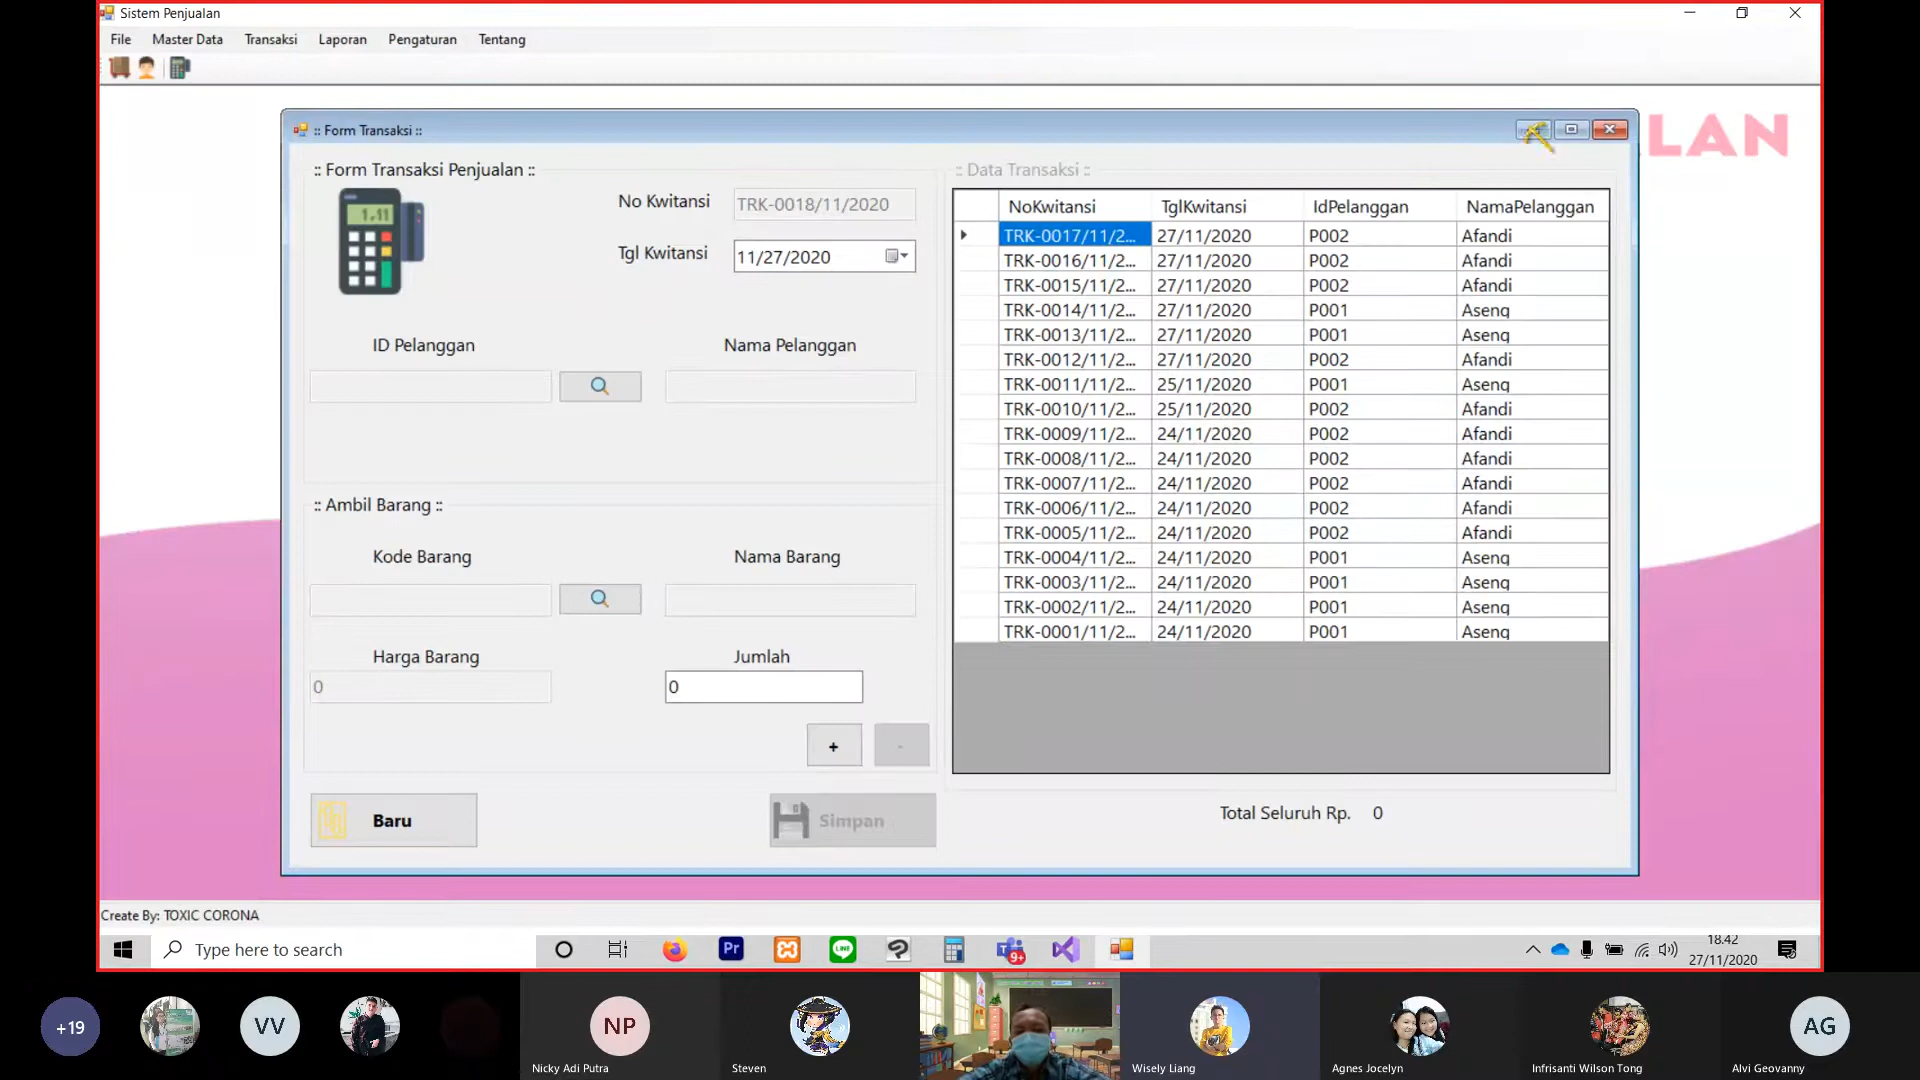 Sistem Penjualan
File Master Data Transaksi Laporan Pengaturan Tentang
LAN
:: Form Transaksi ::
:: Form Transaksi Penjualan ::
1.11
No Kwitansi TRK-0018/11/2020
Tgl Kwitansi 11/27/2020
ID Pelanggan Nama Pelanggan
:: Ambil Barang ::
Kode Barang Nama Barang
Harga Barang Jumlah
0 0
+ -
Baru Simpan
:: Data Transaksi ::
NoKwitansi TglKwitansi IdPelanggan NamaPelanggan
TRK-0017/11/2... 27/11/2020 P002 Afandi
TRK-0016/11/2... 27/11/2020 P002 Afandi
TRK-0015/11/2... 27/11/2020 P002 Afandi
TRK-0014/11/2... 27/11/2020 P001 Aseng
TRK-0013/11/2... 27/11/2020 P001 Aseng
TRK-0012/11/2... 27/11/2020 P002 Afandi
TRK-0011/11/2... 25/11/2020 P001 Aseng
TRK-0010/11/2... 25/11/2020 P002 Afandi
TRK-0009/11/2... 24/11/2020 P002 Afandi
TRK-0008/11/2... 24/11/2020 P002 Afandi
TRK-0007/11/2... 24/11/2020 P002 Afandi
TRK-0006/11/2... 24/11/2020 P002 Afandi
TRK-0005/11/2... 24/11/2020 P002 Afandi
TRK-0004/11/2... 24/11/2020 P001 Aseng
TRK-0003/11/2... 24/11/2020 P001 Aseng
TRK-0002/11/2... 24/11/2020 P001 Aseng
TRK-0001/11/2... 24/11/2020 P001 Aseng
Total Seluruh Rp. 0
Create By: TOXIC CORONA
Type here to search
Pr
LINE
9+
18.42
27/11/2020
+19
VV
NP
AG
Nicky Adi Putra
Steven
Wisely Liang
Agnes Jocelyn
Infrisanti Wilson Tong
Alvi Geovanny